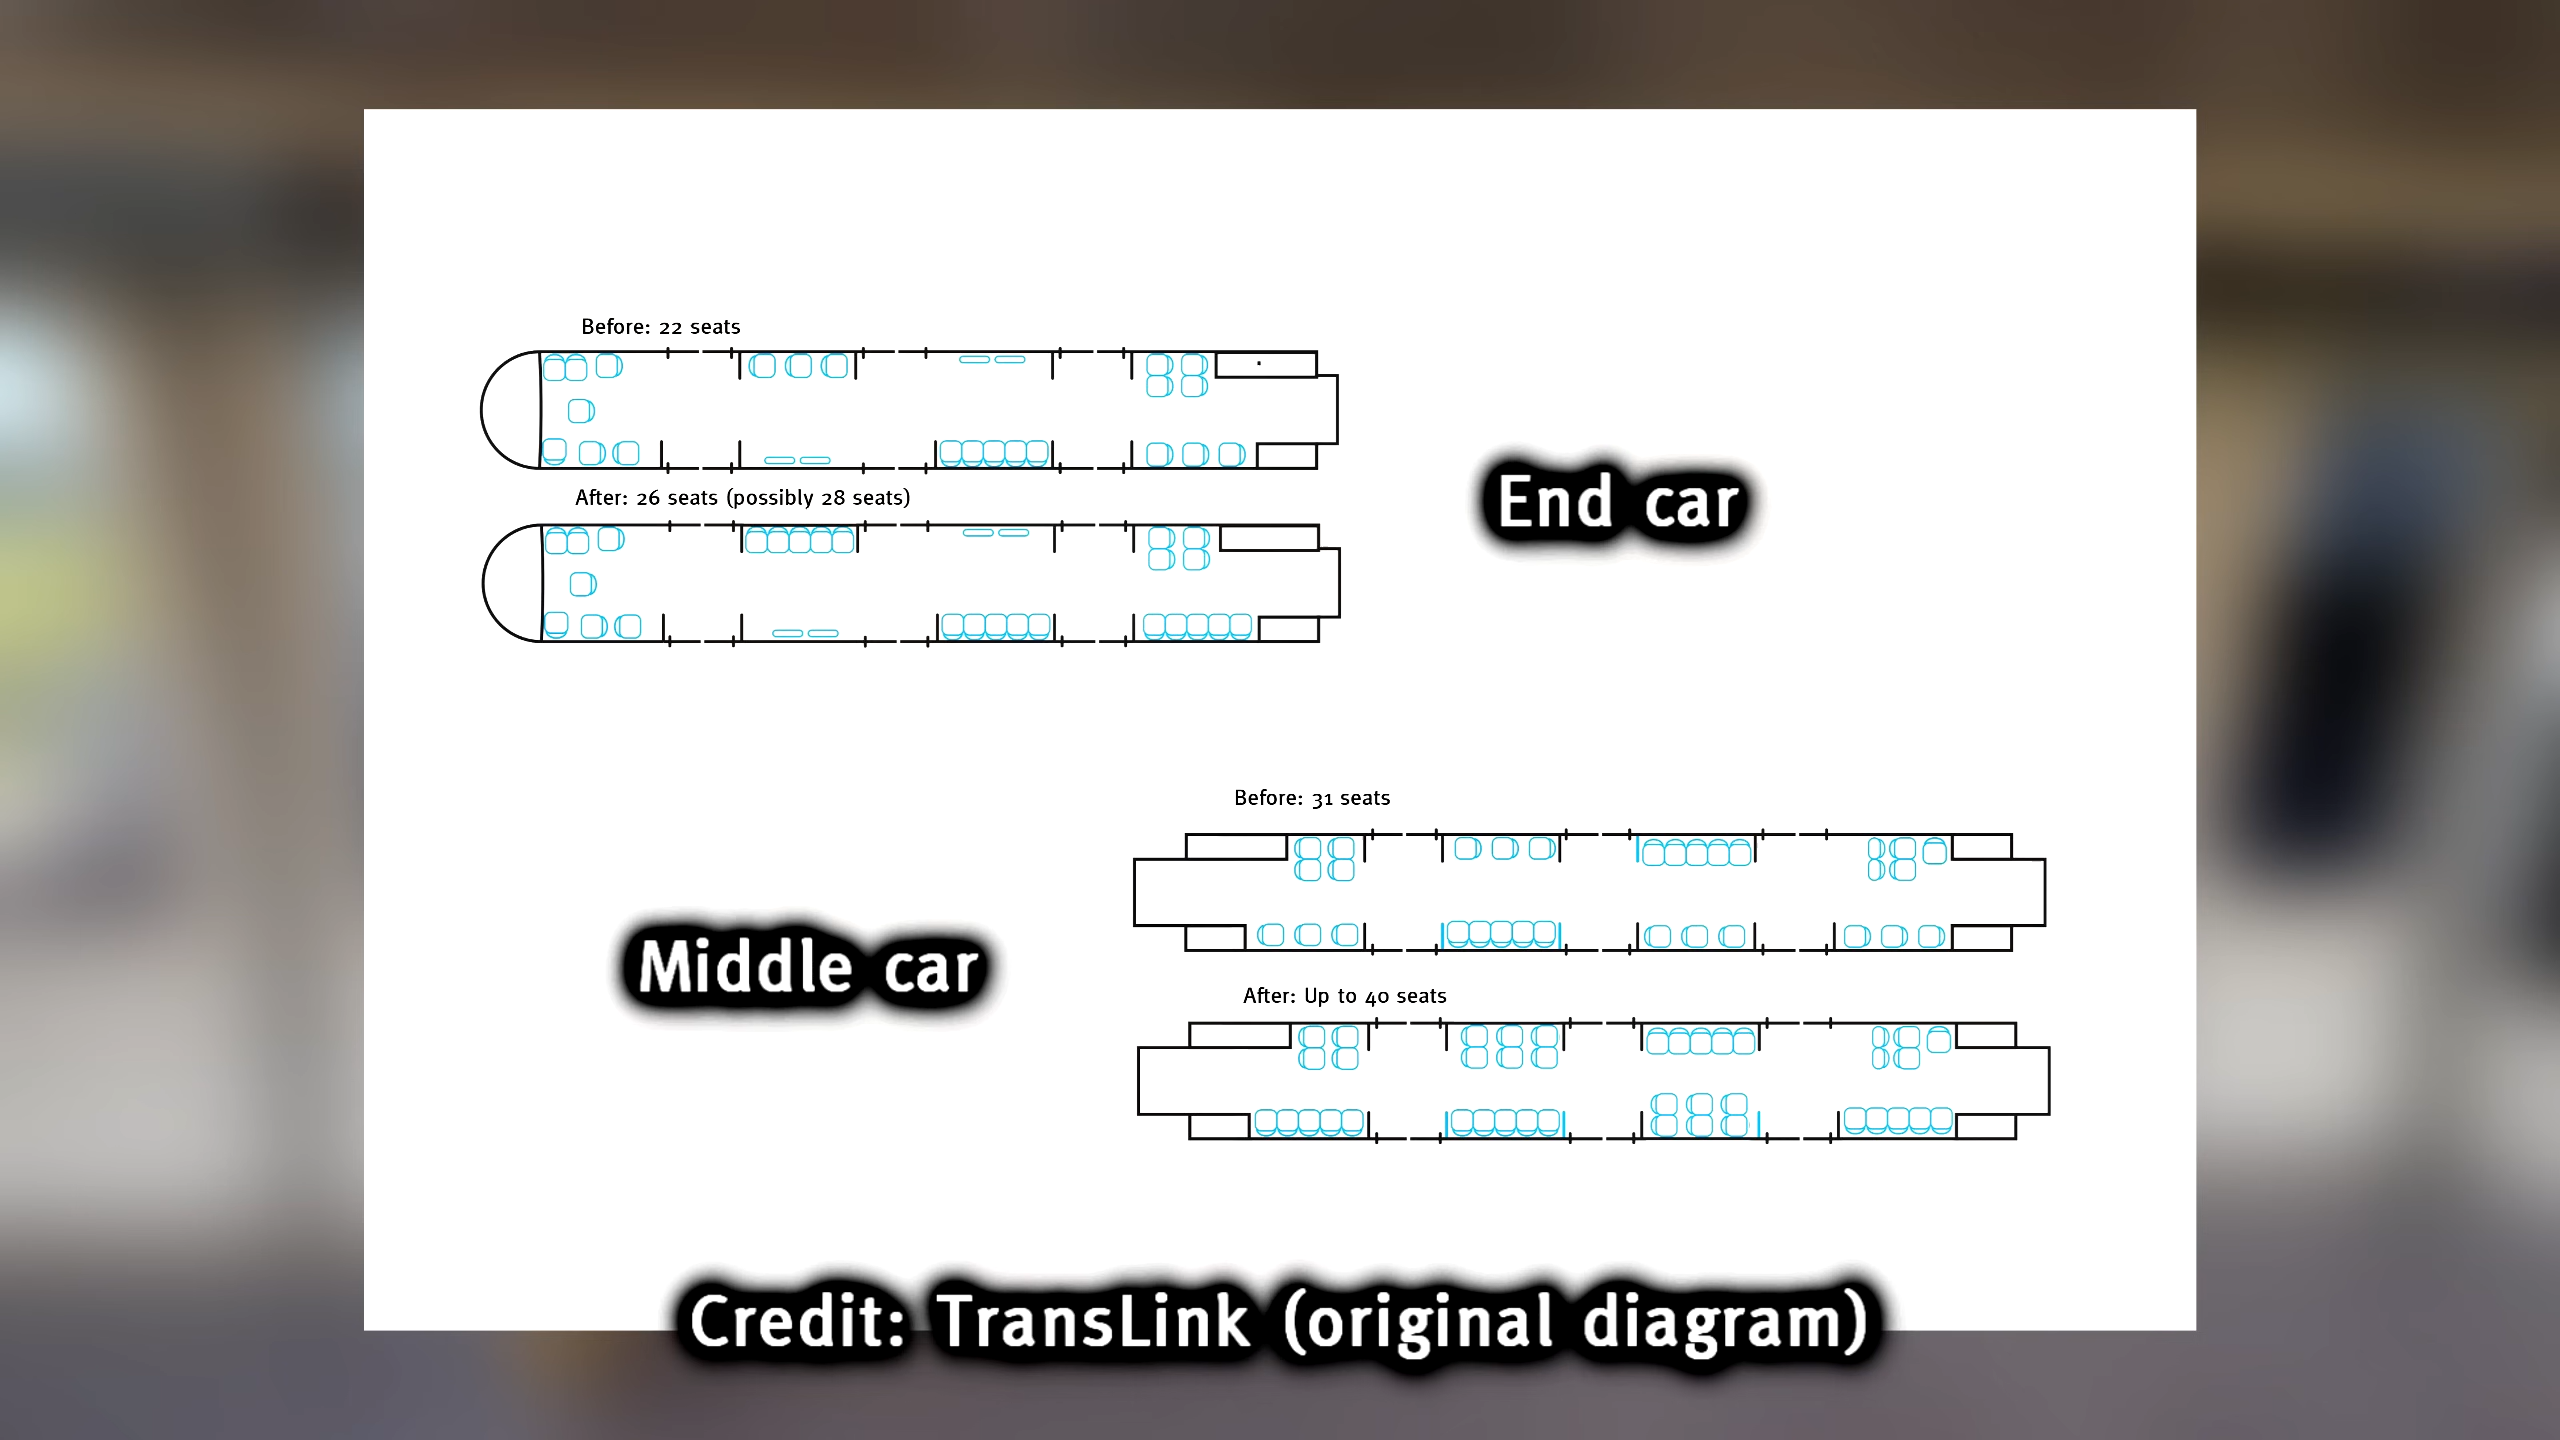 Before: 22 seats
After: 26 seats (possibly 28 seats)
End car
Before: 31 seats
Middle car
After: Up to 40 seats
Credit: TransLink (original diagram)